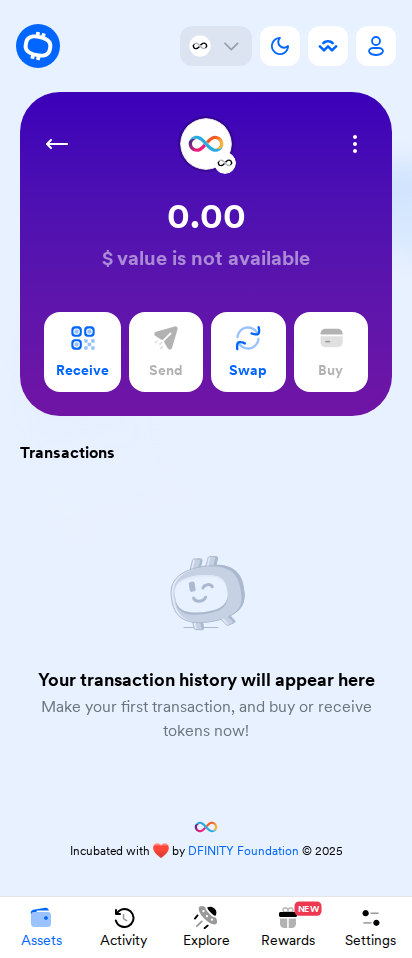 0.00
$ value is not available
Receive
Send
Swap
Buy
Transactions
Your transaction history will appear here
Make your first transaction, and buy or receive
tokens now!
Incubated with ❤️ by DFINITY Foundation © 2025
NEW
Assets
Activity
Explore
Rewards
Settings